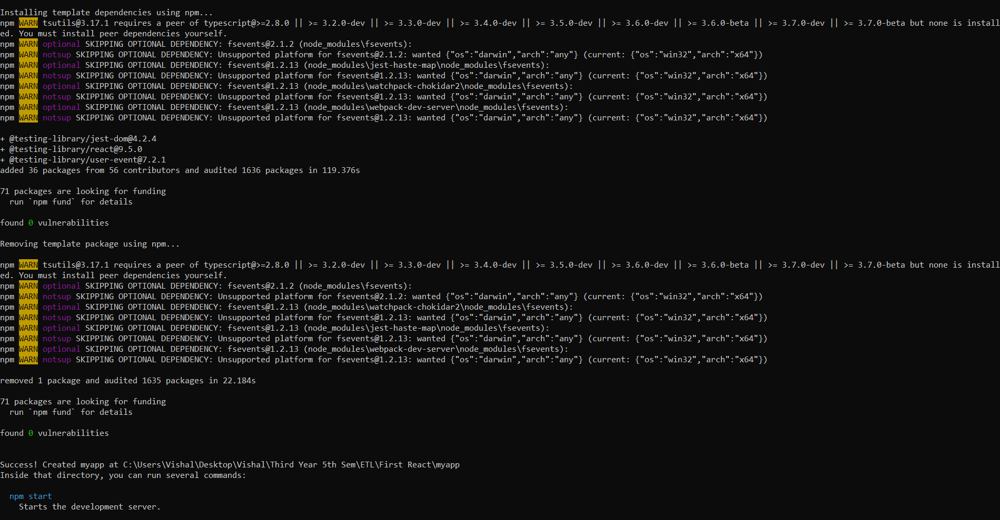 Installing template dependencies using npm...
npm WARN tsutils@3.17.1 requires a peer of typescript@>=2.8.0 || >= 3.2.0-dev || >= 3.3.0-dev || >= 3.4.0-dev || >= 3.5.0-dev || >= 3.6.0-dev || >= 3.6.0-beta || >= 3.7.0-dev || >= 3.7.0-beta but none is install
ed. You must install peer dependencies yourself.
npm WARN optional SKIPPING OPTIONAL DEPENDENCY: fsevents@2.1.2 (node_modules\fsevents):
npm WARN notsup SKIPPING OPTIONAL DEPENDENCY: Unsupported platform for fsevents@2.1.2: wanted {"os":"darwin","arch":"any"} (current: {"os":"win32","arch":"x64"})
npm WARN optional SKIPPING OPTIONAL DEPENDENCY: fsevents@1.2.13 (node_modules\jest-haste-map\node_modules\fsevents):
npm WARN notsup SKIPPING OPTIONAL DEPENDENCY: Unsupported platform for fsevents@1.2.13: wanted {"os":"darwin","arch":"any"} (current: {"os":"win32","arch":"x64"})
npm WARN optional SKIPPING OPTIONAL DEPENDENCY: fsevents@1.2.13 (node_modules\watchpack-chokidar2\node_modules\fsevents):
npm WARN notsup SKIPPING OPTIONAL DEPENDENCY: Unsupported platform for fsevents@1.2.13: wanted {"os":"darwin","arch":"any"} (current: {"os":"win32","arch":"x64"})
npm WARN optional SKIPPING OPTIONAL DEPENDENCY: fsevents@1.2.13 (node_modules\webpack-dev-server\node_modules\fsevents):
npm WARN notsup SKIPPING OPTIONAL DEPENDENCY: Unsupported platform for fsevents@1.2.13: wanted {"os":"darwin","arch":"any"} (current: {"os":"win32","arch":"x64"})
+ @testing-library/jest-dom@4.2.4
+ @testing-library/react@9.5.0
+ @testing-library/user-event@7.2.1
added 36 packages from 56 contributors and audited 1636 packages in 119.376s
71 packages are looking for funding
run `npm fund` for details
found 0 vulnerabilities
Removing template package using npm...
npm WARN tsutils@3.17.1 requires a peer of typescript@>=2.8.0 || >= 3.2.0-dev || >= 3.3.0-dev || >= 3.4.0-dev || >= 3.5.0-dev || >= 3.6.0-dev || >= 3.6.0-beta || >= 3.7.0-dev || >= 3.7.0-beta but none is install
ed. You must install peer dependencies yourself.
npm WARN optional SKIPPING OPTIONAL DEPENDENCY: fsevents@2.1.2 (node_modules\fsevents):
npm WARN notsup SKIPPING OPTIONAL DEPENDENCY: Unsupported platform for fsevents@2.1.2: wanted {"os":"darwin","arch":"any"} (current: {"os":"win32","arch":"x64"})
npm WARN optional SKIPPING OPTIONAL DEPENDENCY: fsevents@1.2.13 (node_modules\watchpack-chokidar2\node_modules\fsevents):
npm WARN notsup SKIPPING OPTIONAL DEPENDENCY: Unsupported platform for fsevents@1.2.13: wanted {"os":"darwin","arch":"any"} (current: {"os":"win32","arch":"x64"})
npm WARN optional SKIPPING OPTIONAL DEPENDENCY: fsevents@1.2.13 (node_modules\jest-haste-map\node_modules\fsevents):
npm WARN notsup SKIPPING OPTIONAL DEPENDENCY: Unsupported platform for fsevents@1.2.13: wanted {"os":"darwin","arch":"any"} (current: {"os":"win32","arch":"x64"})
npm WARN optional SKIPPING OPTIONAL DEPENDENCY: fsevents@1.2.13 (node_modules\webpack-dev-server\node_modules\fsevents):
npm WARN notsup SKIPPING OPTIONAL DEPENDENCY: Unsupported platform for fsevents@1.2.13: wanted {"os":"darwin","arch":"any"} (current: {"os":"win32","arch":"x64"})
removed 1 package and audited 1635 packages in 22.184s
71 packages are looking for funding
run `npm fund` for details
found 0 vulnerabilities
Success! Created myapp at C:\Users\Vishal\Desktop\Vishal\Third Year 5th Sem\ETL\First React\myapp
Inside that directory, you can run several commands:
npm start
Starts the development server.